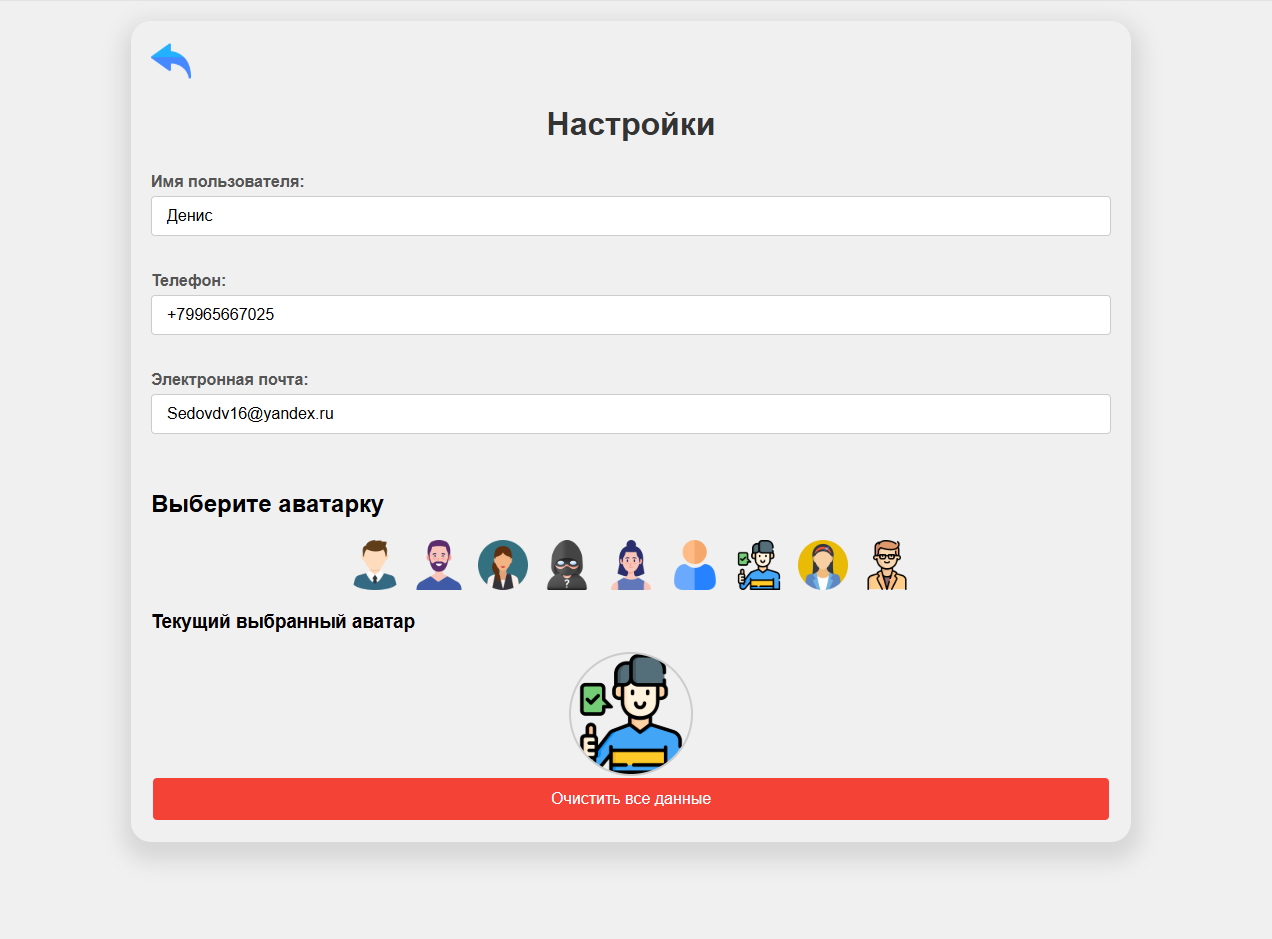 Настройки
Имя пользователя:
Денис
Телефон:
+79965667025
Электронная почта:
Sedovdv16@yandex.ru
Выберите аватарку
Текущий выбранный аватар
Очистить все данные